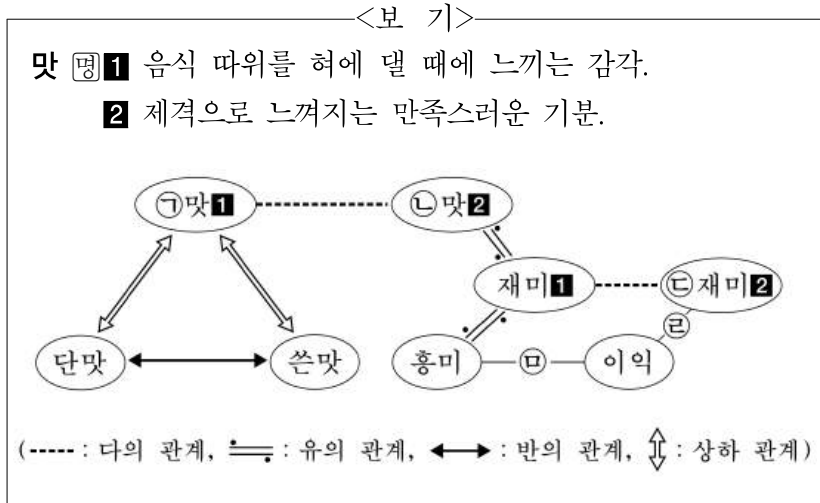 <보 기>
맛 명 1 음식 따위를 혀에 댈 때에 느끼는 감각.
2 제격으로 느껴지는 만족스러운 기분.
㉠맛1 ㉡맛2
재미1 ㉢재미2
㉣
단맛 쓴맛 흥미 ㉤ 이익
(----- : 다의 관계, : 유의 관계, ⟷ : 반의 관계, ⇕ : 상하 관계)